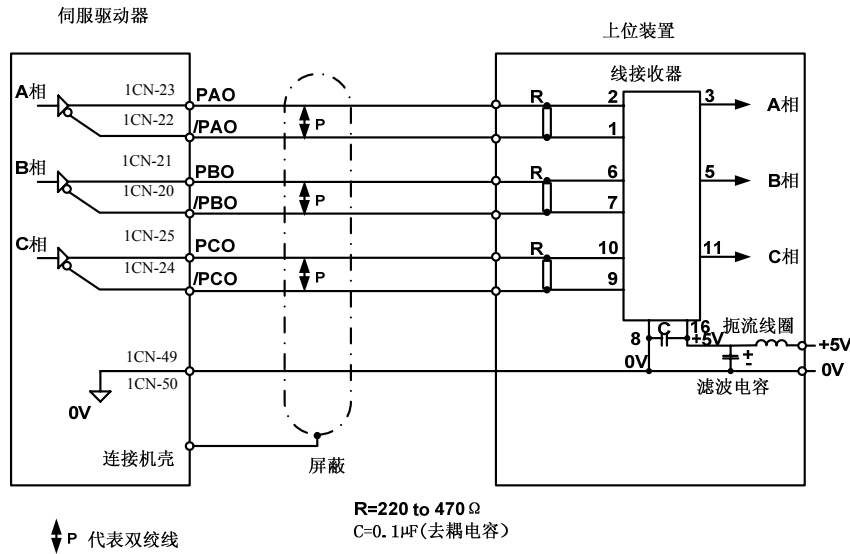 伺服驱动器
上位装置
线接收器
A相
1CN-23
PAO
1CN-22
/PAO
P
R
2
1
3
A相
B相
1CN-21
PBO
1CN-20
/PBO
P
R
6
7
5
B相
C相
1CN-25
PCO
1CN-24
/PCO
P
R
10
9
11
C相
8
C
16
+5V
0V
扼流线圈
+5V
+
-
0V
滤波电容
1CN-49
1CN-50
0V
连接机壳
屏蔽
R=220 to 470Ω
C=0.1μF(去耦电容)
P 代表双绞线